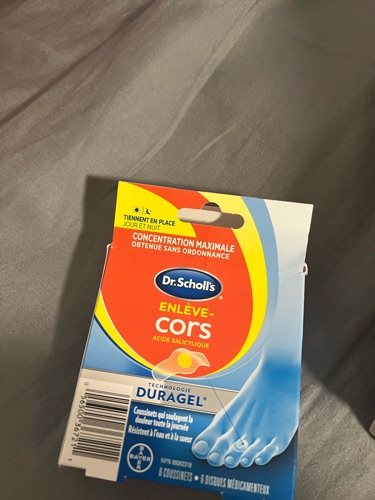 TIENNENT EN PLACE
JOUR ET NUIT
CONCENTRATION MAXIMALE
OBTENUE SANS ORDONNANCE
Dr.Scholl's
ENLÈVE-
CORS
ACIDE SALICYLIQUE
TECHNOLOGIE
DURAGEL®
Coussinets qui soulagent la
douleur toute la journée
Résistent à l'eau et à la sueur
BAYER
6 COUSSINETS • 6 DISQUES MÉDICAMENTEUX